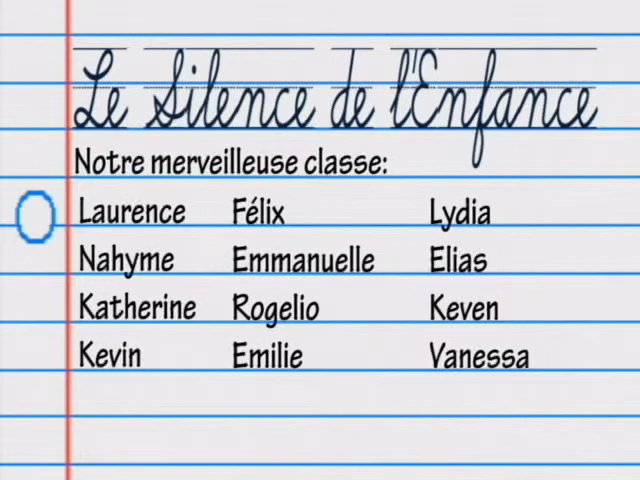 Le Silence de l'Enfance
Notre merveilleuse classe:
Laurence Félix Lydia
Nahyme Emmanuelle Elias
Katherine Rogelio Keven
Kevin Emilie Vanessa